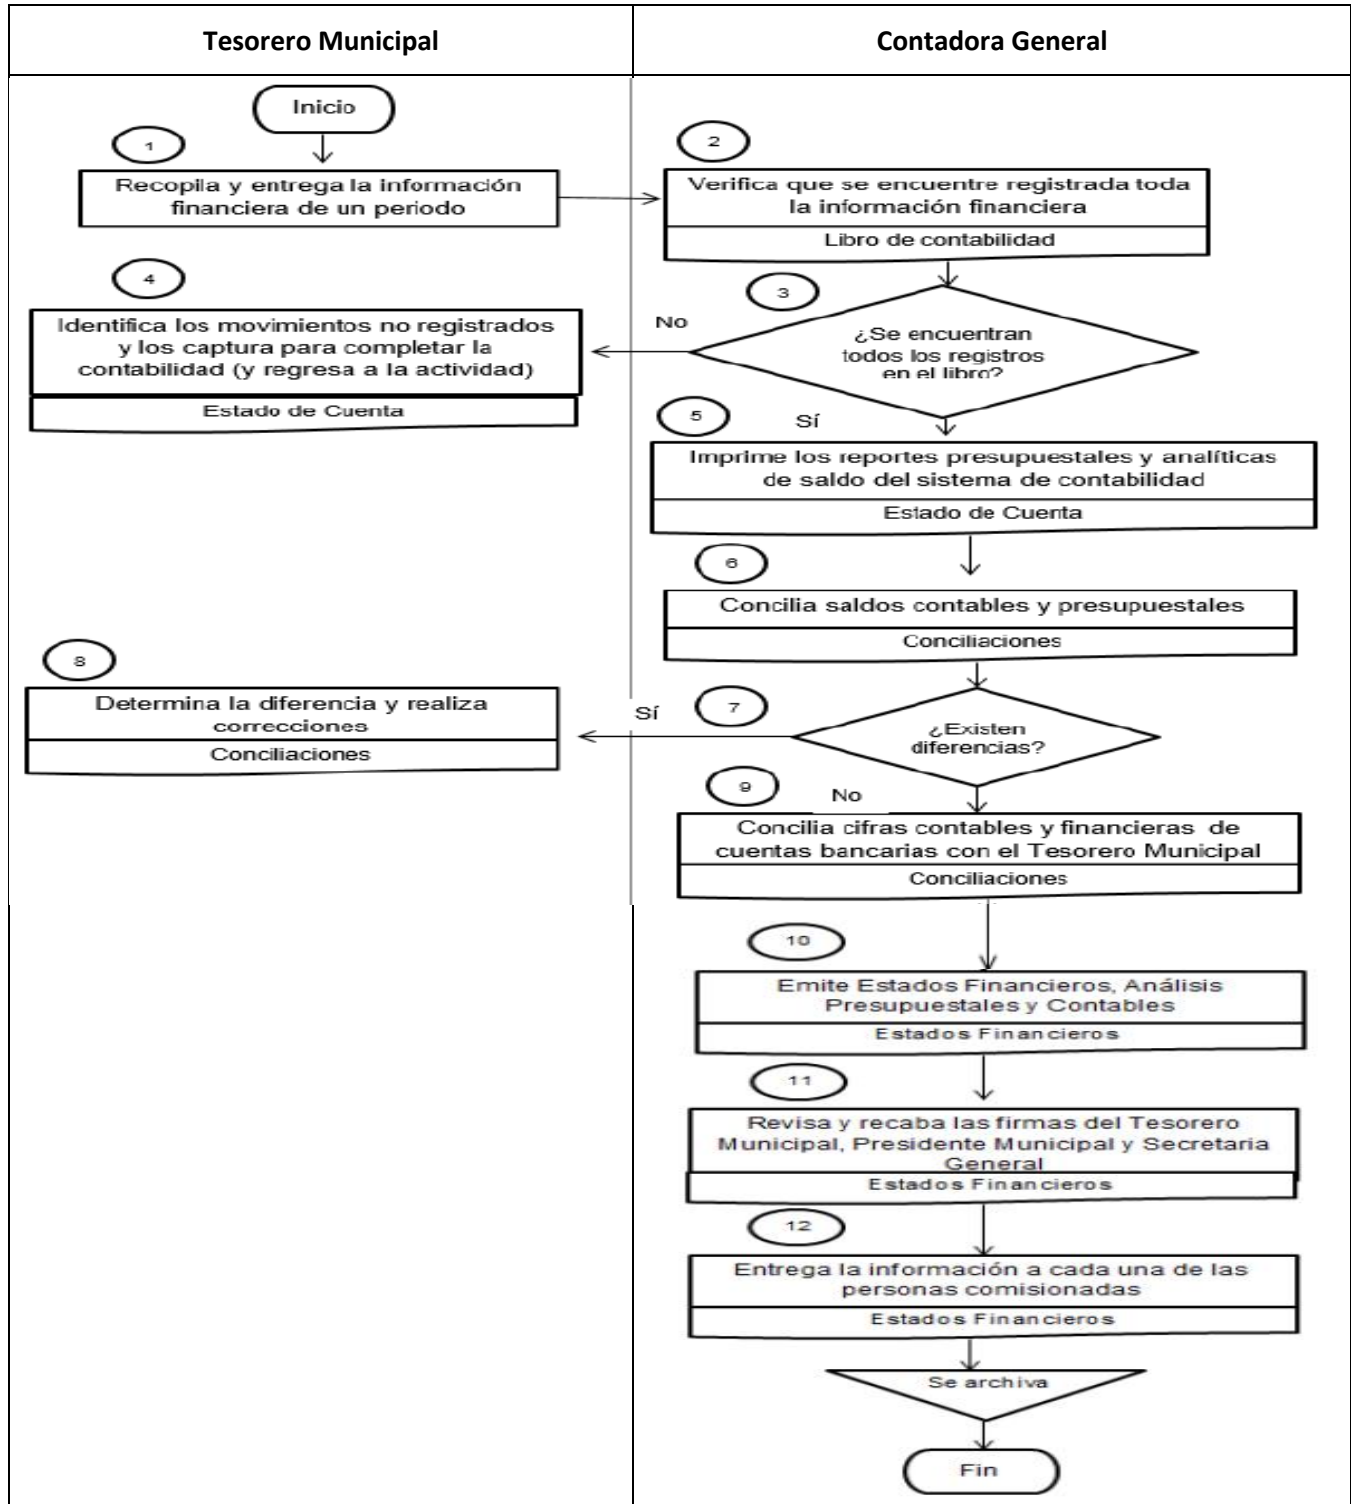 Tesorero Municipal
Contadora General
Inicio
1
Recopila y entrega la información
financiera de un periodo
2
Verifica que se encuentre registrada toda
la información financiera
Libro de contabilidad
3
¿Se encuentran
todos los registros
en el libro?
No
4
Identifica los movimientos no registrados
y los captura para completar la
contabilidad (y regresa a la actividad)
Estado de Cuenta
5
Sí
Imprime los reportes presupuestales y analíticas
de saldo del sistema de contabilidad
Estado de Cuenta
6
Concilia saldos contables y presupuestales
Conciliaciones
7
¿Existen
diferencias?
Sí
8
Determina la diferencia y realiza
correcciones
Conciliaciones
9
No
Concilia cifras contables y financieras de
cuentas bancarias con el Tesorero Municipal
Conciliaciones
10
Emite Estados Financieros, Análisis
Presupuestales y Contables
Estados Financieros
11
Revisa y recaba las firmas del Tesorero
Municipal, Presidente Municipal y Secretaria
General
Estados Financieros
12
Entrega la información a cada una de las
personas comisionadas
Estados Financieros
Se archiva
Fin